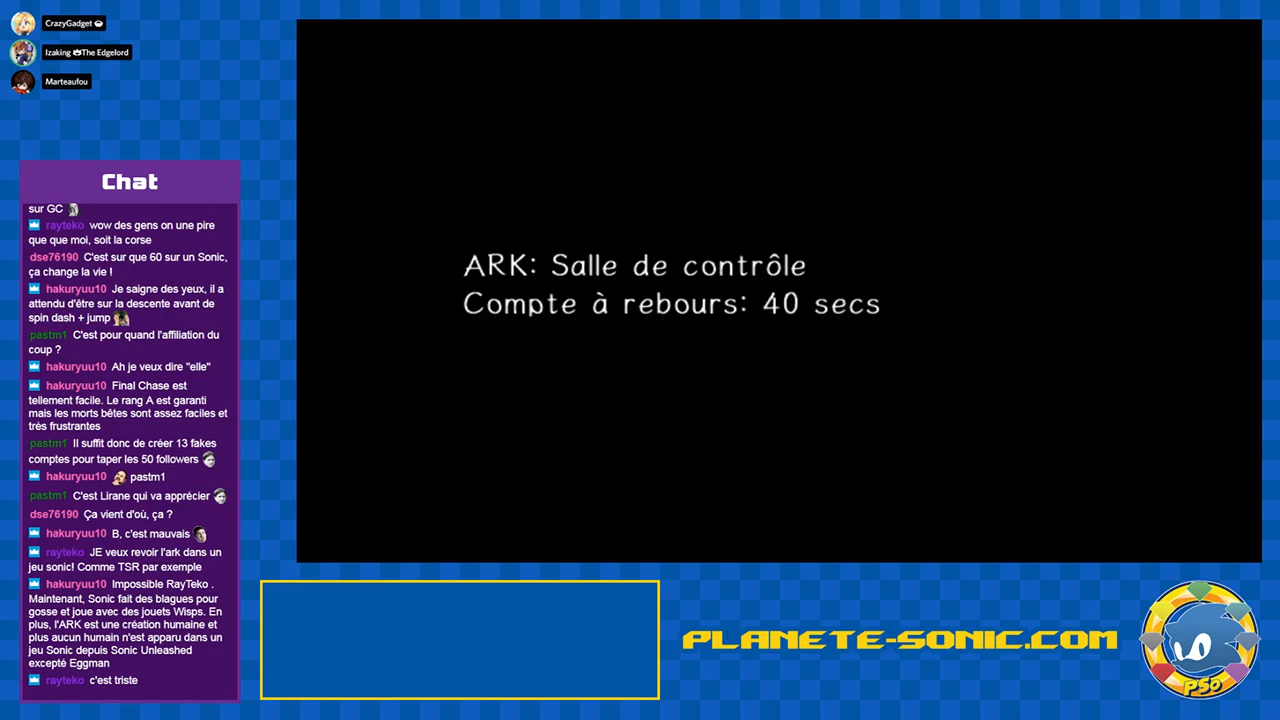 CrazyGadget
Izaking The Edgelord
Marteaufou
Chat
sur GC
rayteko wow des gens on une pire
que que moi, soit la corse
dse76190 C'est sur que 60 sur un Sonic,
ça change la vie !
hakuryuu10 Je saigne des yeux, il a
attendu d'être sur la descente avant de
spin dash + jump
pastm1 C'est pour quand l'affiliation du
coup ?
hakuryuu10 Ah je veux dire "elle"
hakuryuu10 Final Chase est
tellement facile. Le rang A est garanti
mais les morts bêtes sont assez faciles et
très frustrantes
pastm1 Il suffit donc de créer 13 fakes
comptes pour taper les 50 followers
hakuryuu10 pastm1
pastm1 C'est Lirane qui va apprécier
dse76190 Ça vient d'où, ça ?
hakuryuu10 B, c'est mauvais
rayteko JE veux revoir l'ark dans un
jeu sonic! Comme TSR par exemple
hakuryuu10 Impossible RayTeko .
Maintenant, Sonic fait des blagues pour
gosse et joue avec des jouets Wisps. En
plus, l'ARK est une création humaine et
plus aucun humain n'est apparu dans un
jeu Sonic depuis Sonic Unleashed
excepté Eggman
rayteko c'est triste
ARK: Salle de contrôle
Compte à rebours: 40 secs
PLANETE-SONIC.COM
PSo